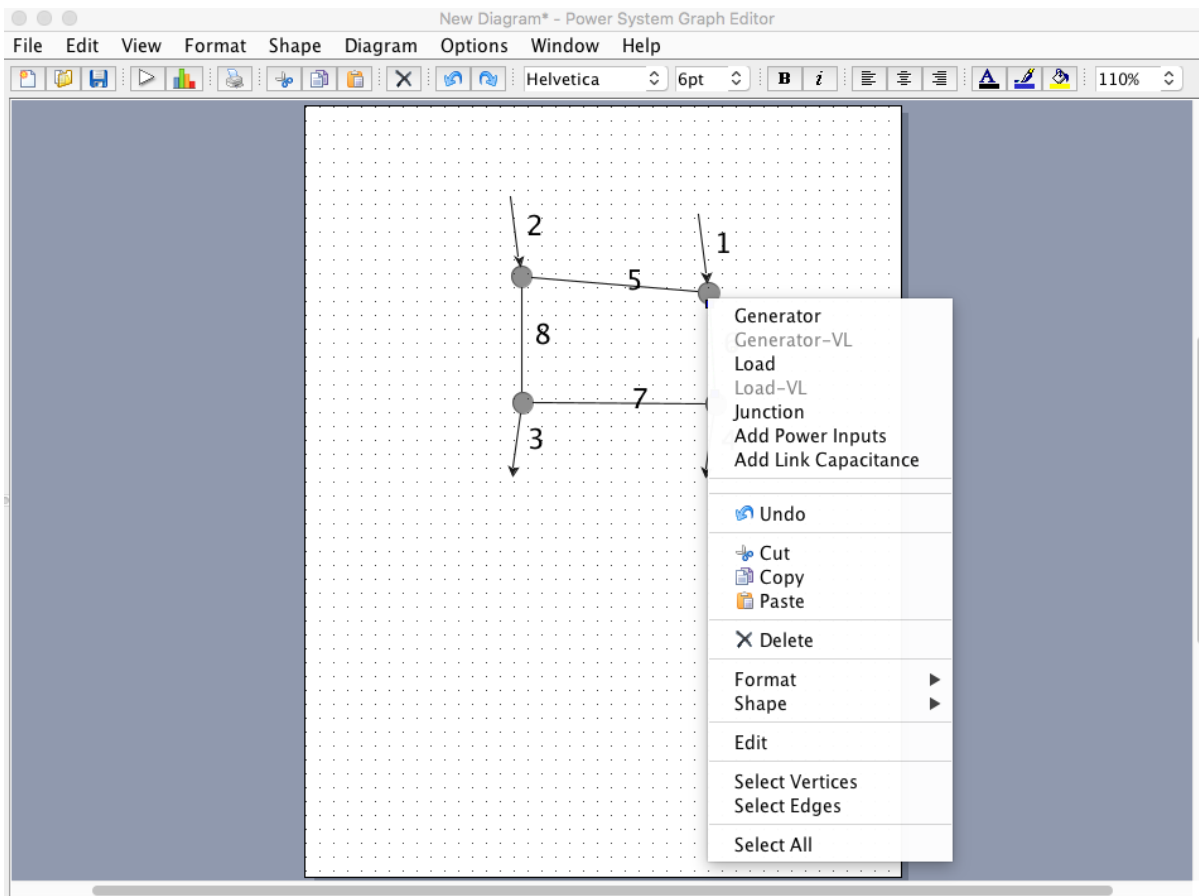 New Diagram* - Power System Graph Editor
File Edit View Format Shape Diagram Options Window Help
Helvetica 6pt B i A 110%
2
1
5
8
7
3
Generator
Generator-VL
Load
Load-VL
Junction
Add Power Inputs
Add Link Capacitance
Undo
Cut
Copy
Paste
Delete
Format
Shape
Edit
Select Vertices
Select Edges
Select All